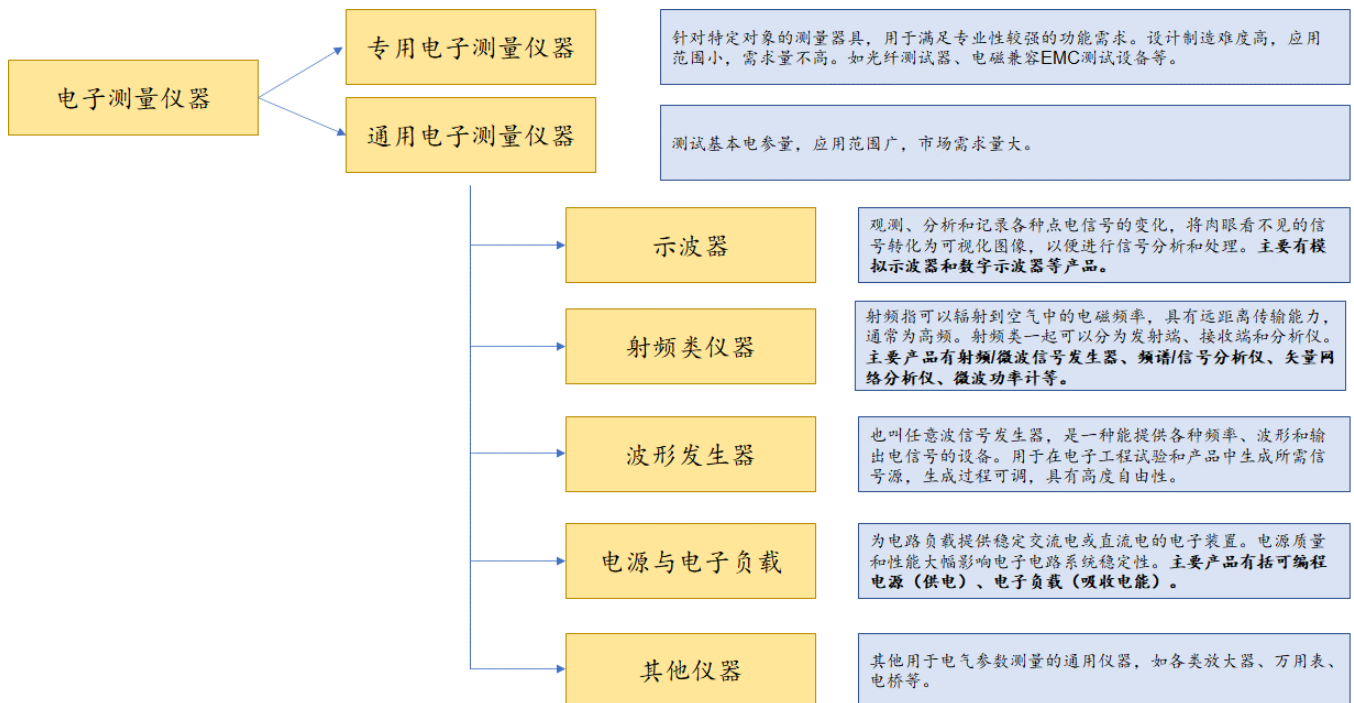 电子测量仪器
专用电子测量仪器
针对特定对象的测量器具，用于满足专业性较强的功能需求。设计制造难度高，应用
范围小，需求量不高。如光纤测试器、电磁兼容EMC测试设备等。
通用电子测量仪器
测试基本电参量，应用范围广，市场需求量大。
示波器
观测、分析和记录各种点电信号的变化，将肉眼看不见的信
号转化为可视化图像，以便进行信号分析和处理。主要有模
拟示波器和数字示波器等产品。
射频类仪器
射频指可以辐射到空气中的电磁频率，具有远距离传输能力，
通常为高频。射频类一起可以分为发射端、接收端和分析仪。
主要产品有射频/微波信号发生器、频谱/信号分析仪、矢量网
络分析仪、微波功率计等。
波形发生器
也叫任意波信号发生器，是一种能提供各种频率、波形和输
出电信号的设备。用于在电子工程试验和产品中生成所需信
号源，生成过程可调，具有高度自由性。
电源与电子负载
为电路负载提供稳定交流电或直流电的电子装置。电源质量
和性能大幅影响电子电路系统稳定性。主要产品有括可编程
电源（供电）、电子负载（吸收电能）。
其他仪器
其他用于电气参数测量的通用仪器，如各类放大器、万用表、
电桥等。